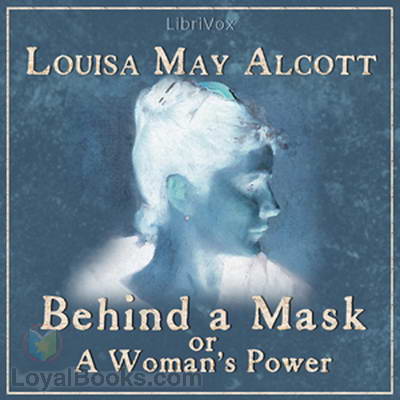 LibriVox
LOUISA MAY ALCOTT
Behind a Mask
or
A Woman's Power
LoyalBooks.com